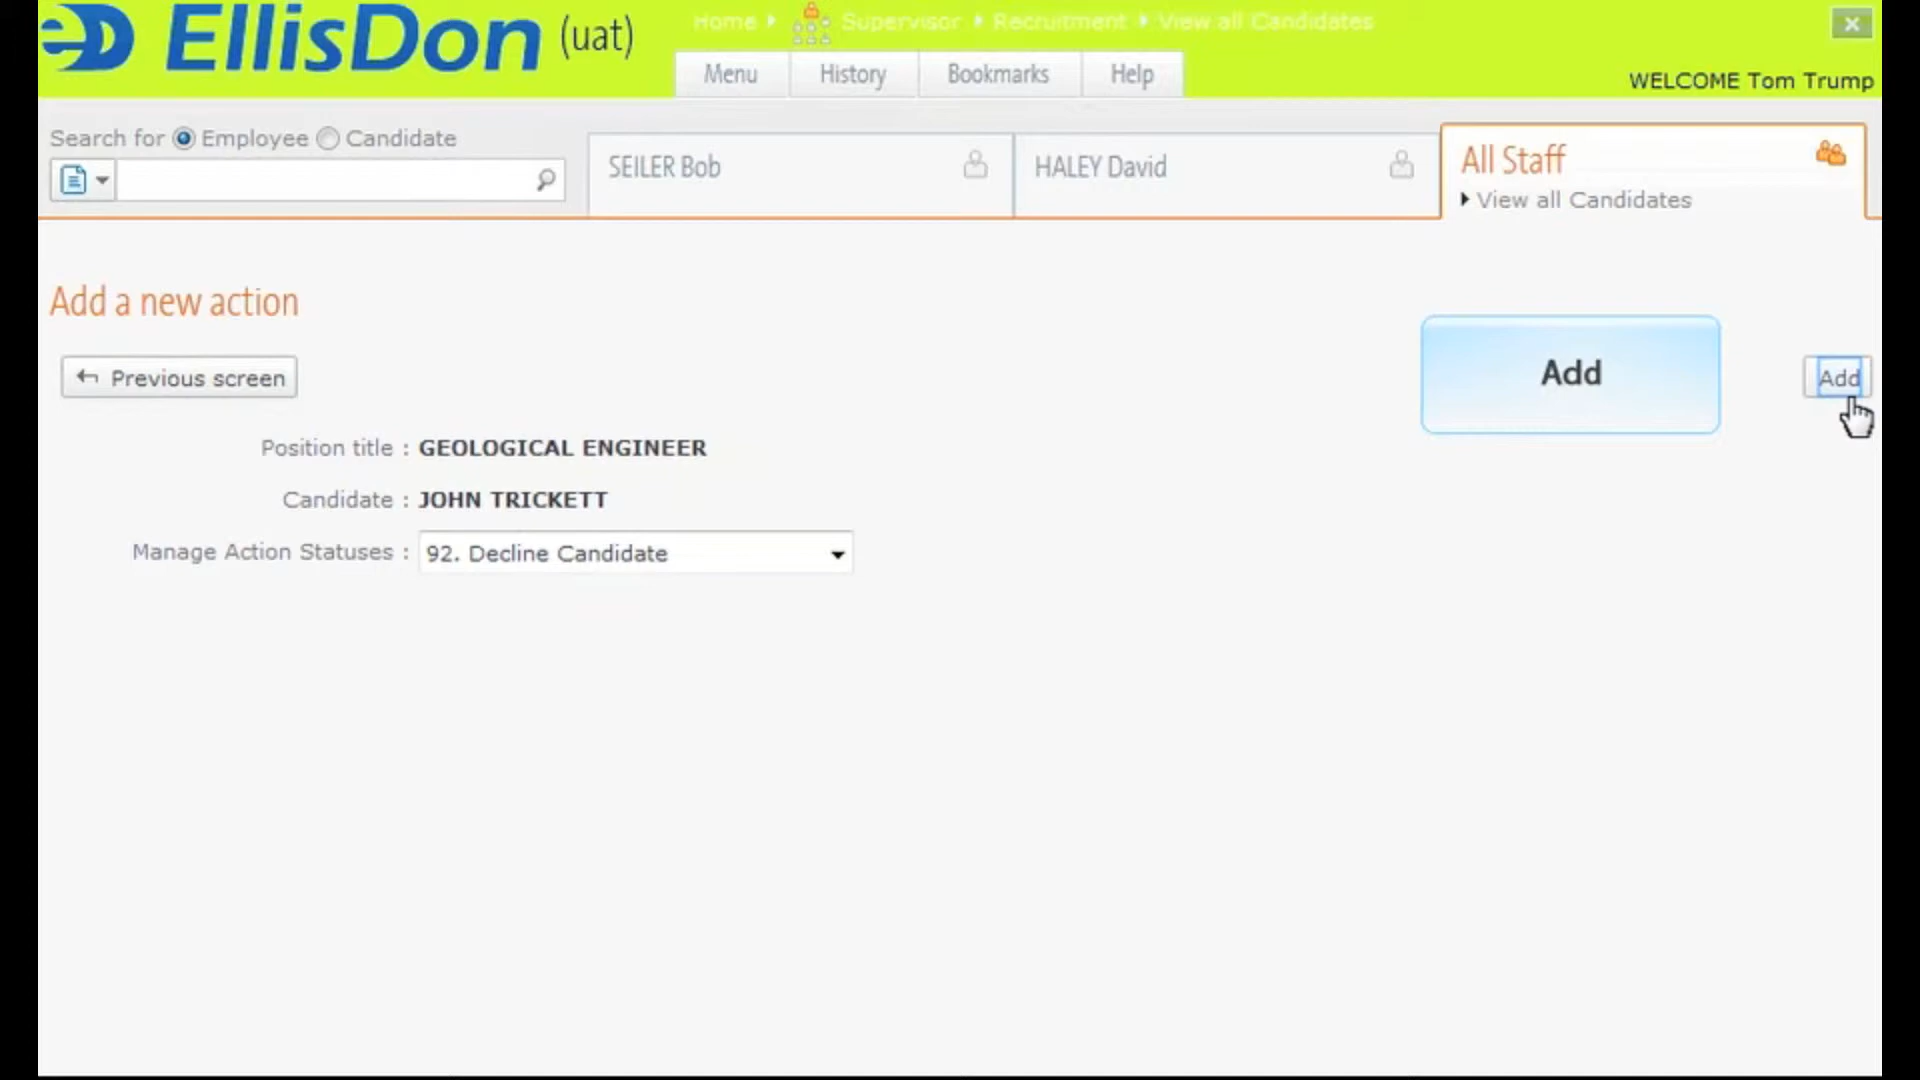 EllisDon (uat)
Home Supervisor Recruitment View all Candidates
Menu History Bookmarks Help
WELCOME Tom Trump
Search for Employee Candidate
SEILER Bob
HALEY David
All Staff
View all Candidates
Add a new action
Previous screen
Add
Add
Position title : GEOLOGICAL ENGINEER
Candidate : JOHN TRICKETT
Manage Action Statuses : 92. Decline Candidate